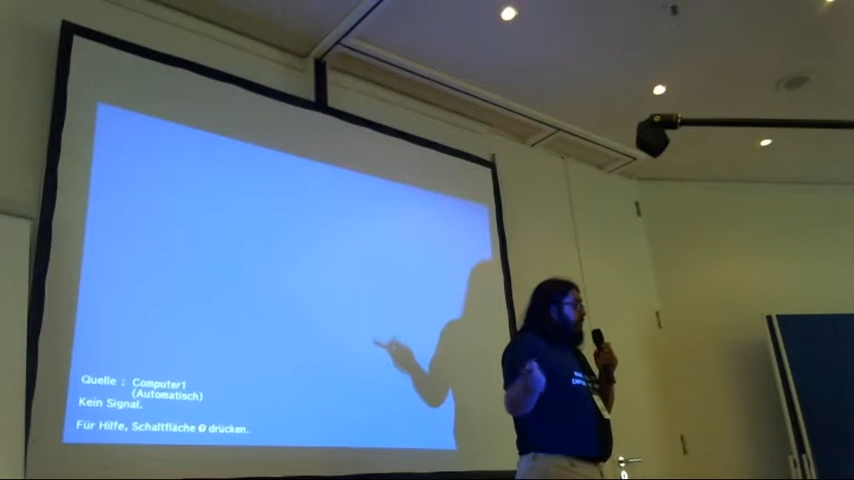 Quelle : Computer1
(Automatisch)
Kein Signal.
Für Hilfe, Schaltfläche ? drücken.